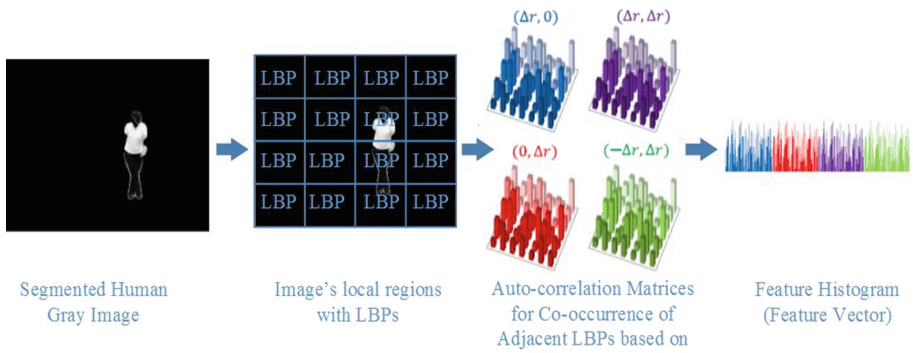 LBP LBP LBP LBP
LBP LBP LBP LBP
LBP LBP LBP LBP
LBP LBP LBP LBP
(Δr, 0) (Δr, Δr)
(0, Δr) (−Δr, Δr)
Segmented Human
Gray Image
Image's local regions
with LBPs
Auto-correlation Matrices
for Co-occurrence of
Adjacent LBPs based on
Feature Histogram
(Feature Vector)